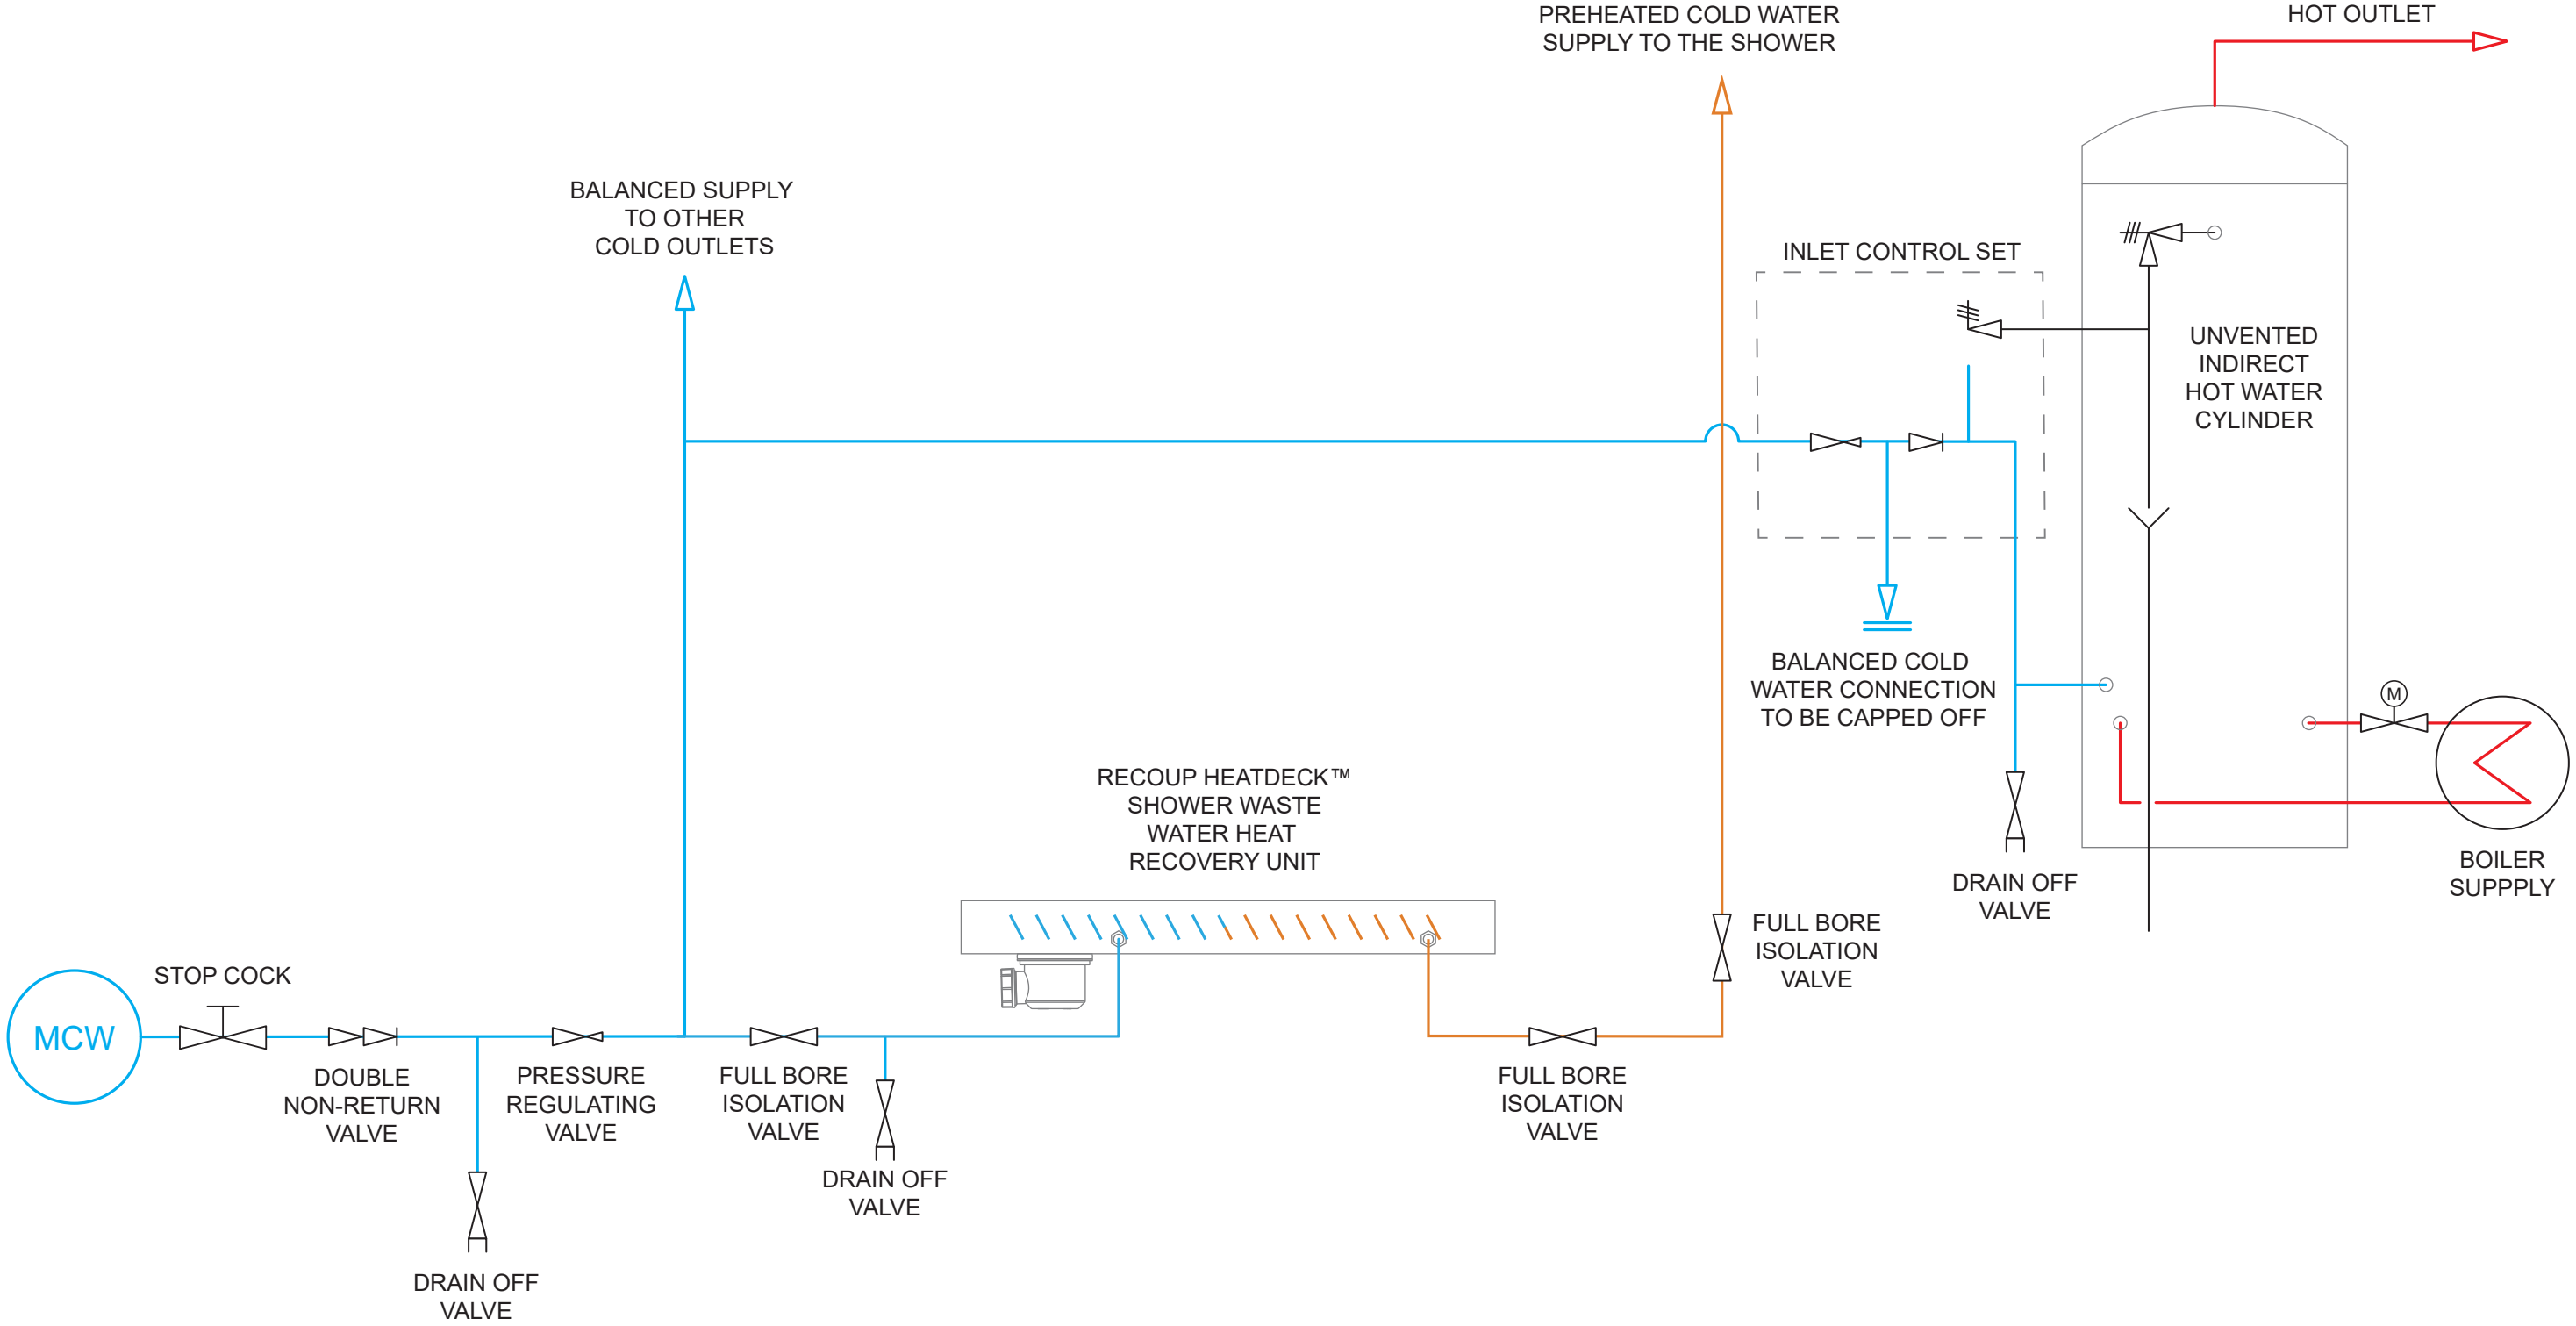 PREHEATED COLD WATER
SUPPLY TO THE SHOWER
HOT OUTLET
BALANCED SUPPLY
TO OTHER
COLD OUTLETS
INLET CONTROL SET
UNVENTED
INDIRECT
HOT WATER
CYLINDER
BALANCED COLD
WATER CONNECTION
TO BE CAPPED OFF
M
RECOUP HEATDECK™
SHOWER WASTE
WATER HEAT
RECOVERY UNIT
BOILER
SUPPPLY
DRAIN OFF
VALVE
FULL BORE
ISOLATION
VALVE
STOP COCK
MCW
DOUBLE
NON-RETURN
VALVE
PRESSURE
REGULATING
VALVE
FULL BORE
ISOLATION
VALVE
FULL BORE
ISOLATION
VALVE
DRAIN OFF
VALVE
DRAIN OFF
VALVE